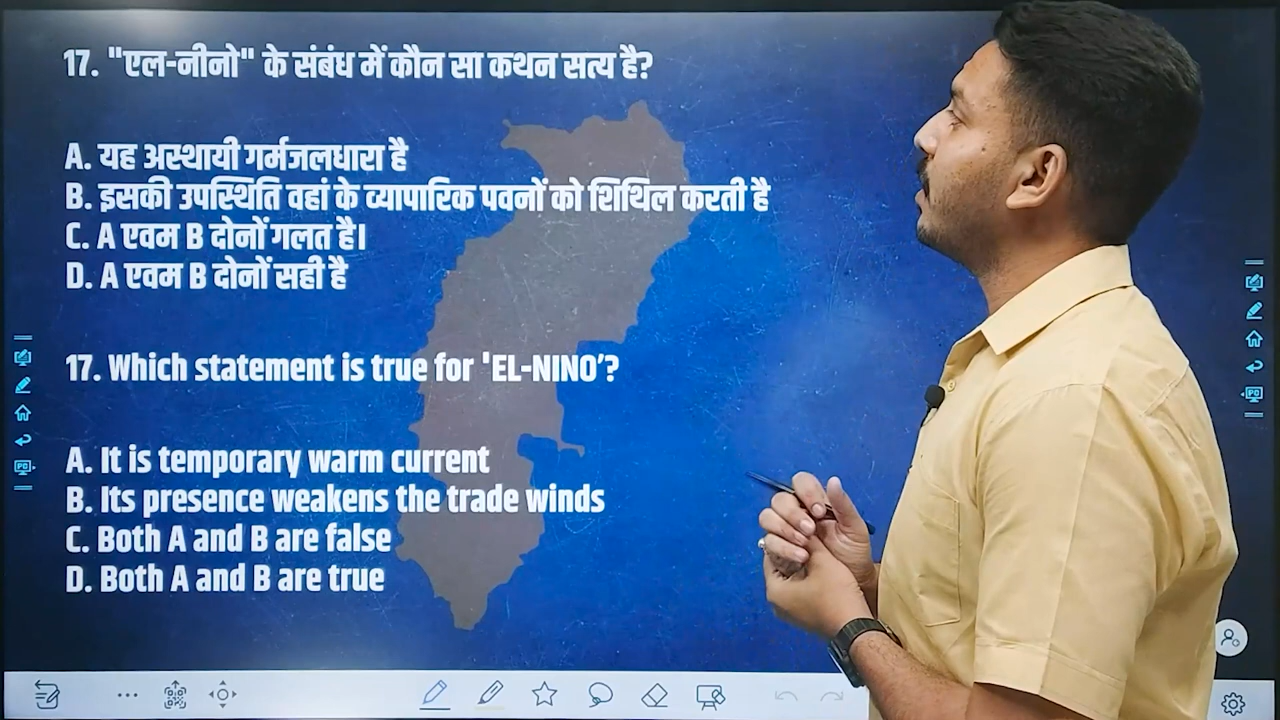 17. "एल-नीनो" के संबंध में कौन सा कथन सत्य है?
A. यह अस्थायी गर्मजलधारा है
B. इसकी उपस्थिति वहां के व्यापारिक पवनों को शिथिल करती है
C. A एवम B दोनों गलत है।
D. A एवम B दोनों सही है
17. Which statement is true for 'EL-NINO’?
A. It is temporary warm current
B. Its presence weakens the trade winds
C. Both A and B are false
D. Both A and B are true